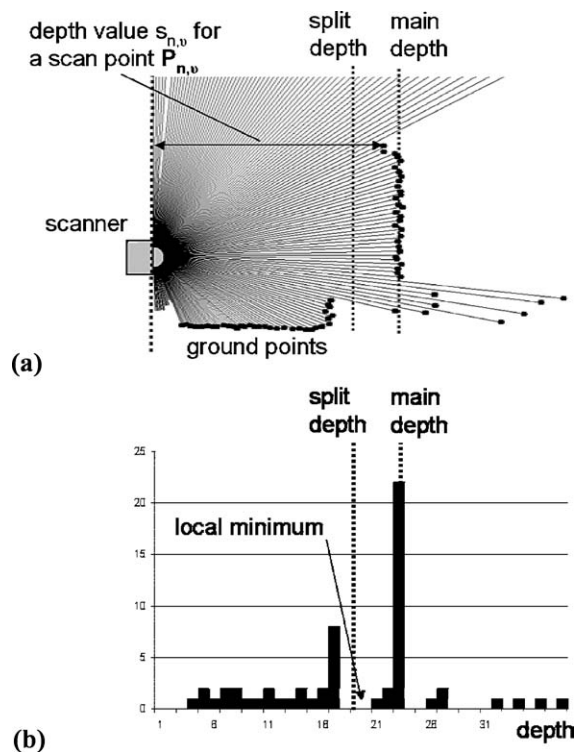 depth value s_n,υ for
a scan point P_n,υ
split
depth
main
depth
scanner
ground points
(a)
split
depth
main
depth
25
20
15
10
5
0
local minimum
1 6 11 16 21 26 31
depth
(b)